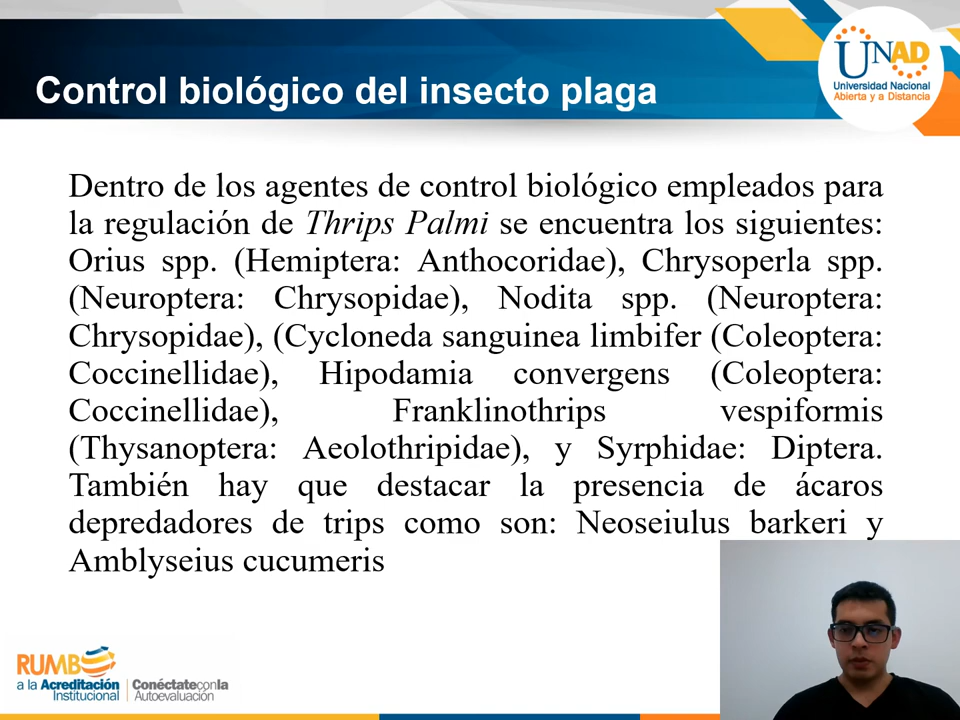 Control biológico del insecto plaga
UNAD
Universidad Nacional
Abierta y a Distancia
Dentro de los agentes de control biológico empleados para
la regulación de Thrips Palmi se encuentra los siguientes:
Orius spp. (Hemiptera: Anthocoridae), Chrysoperla spp.
(Neuroptera: Chrysopidae), Nodita spp. (Neuroptera:
Chrysopidae), (Cycloneda sanguinea limbifer (Coleoptera:
Coccinellidae), Hipodamia convergens (Coleoptera:
Coccinellidae), Franklinothrips vespiformis
(Thysanoptera: Aeolothripidae), y Syrphidae: Diptera.
También hay que destacar la presencia de ácaros
depredadores de trips como son: Neoseiulus barkeri y
Amblyseius cucumeris
RUMBO
a la Acreditación
Institucional
Conéctateconla
Autoevaluación